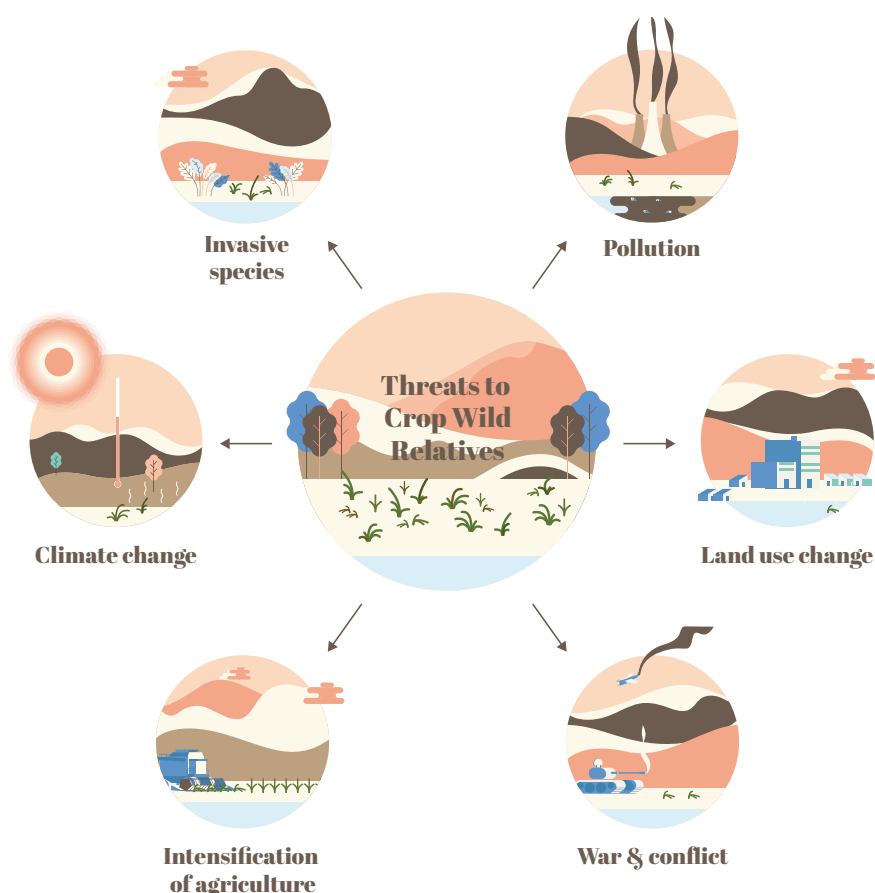 Invasive
species
Pollution
Threats to
Crop Wild
Relatives
Climate change
Land use change
Intensification
of agriculture
War & conflict